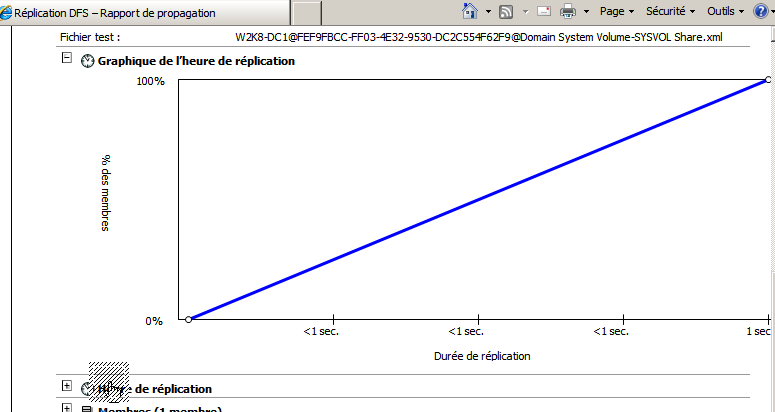 Réplication DFS – Rapport de propagation
Page Sécurité Outils
Fichier test : W2K8-DC1@FEF9FBCC-FF03-4E32-9530-DC2C554F62F9@Domain System Volume-SYSVOL Share.xml
Graphique de l'heure de réplication
100%
% des membres
0%
<1 sec. <1 sec. <1 sec. 1 sec.
Durée de réplication
de réplication
Membres (1 membre)